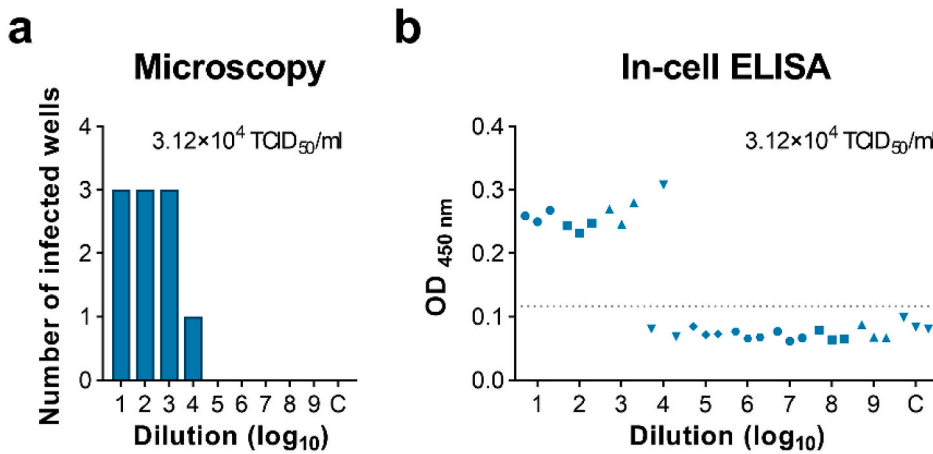 a
Microscopy
Number of infected wells
4
3
2
1
0
3.12×10⁴ TCID₅₀/ml
1 2 3 4 5 6 7 8 9 C
Dilution (log₁₀)
b
In-cell ELISA
OD 450 nm
0.4
0.3
0.2
0.1
0.0
3.12×10⁴ TCID₅₀/ml
1 2 3 4 5 6 7 8 9 C
Dilution (log₁₀)